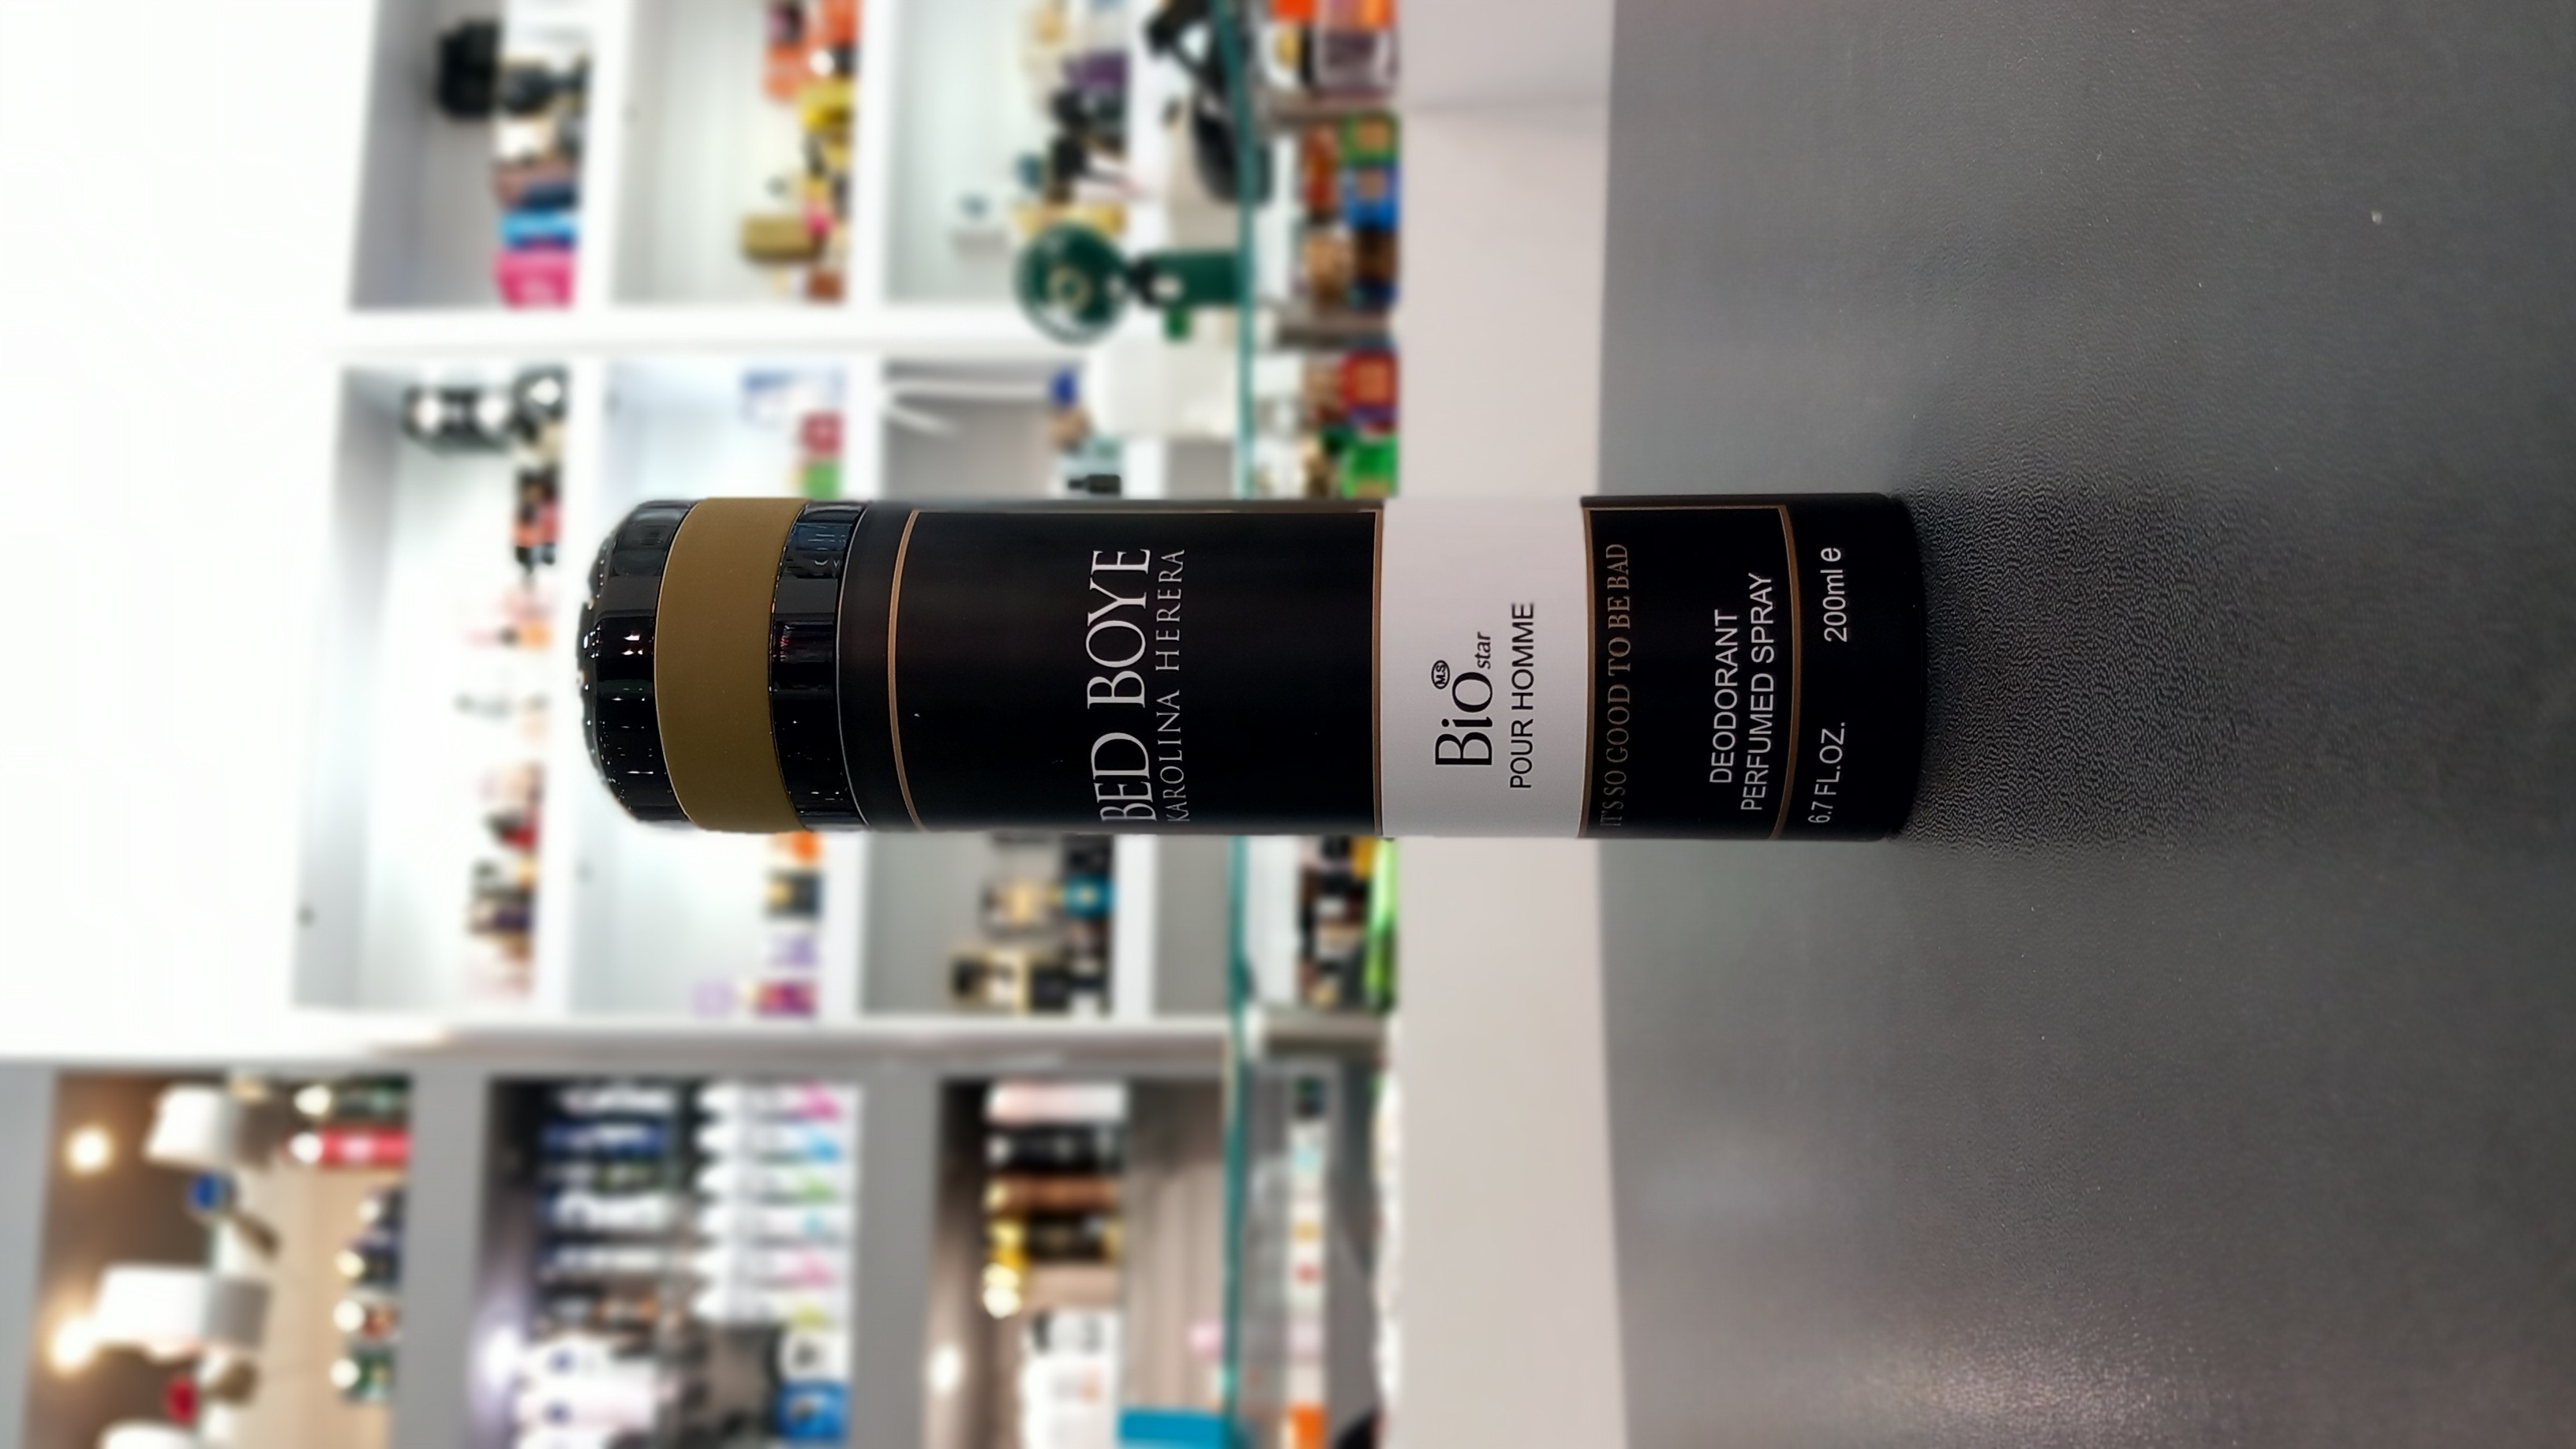 BED BOYE
KAROLINA HERERA
BiO star M.S
POUR HOMME
IT'S SO GOOD TO BE BAD
DEODORANT
PERFUMED SPRAY
6.7 FL.OZ. 200ml e